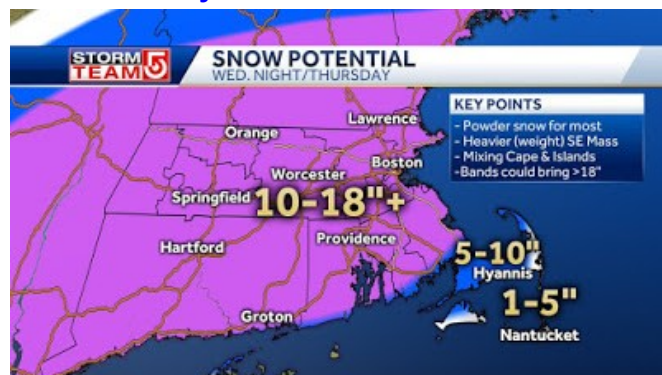 STORM
TEAM 5
SNOW POTENTIAL
WED. NIGHT/THURSDAY
KEY POINTS
- Powder snow for most
- Heavier (weight) SE Mass
- Mixing Cape & Islands
-Bands could bring >18"
Lawrence
Orange
Boston
Worcester
Springfield
10-18"+
Hartford
Providence
5-10"
Hyannis
1-5"
Groton
Nantucket